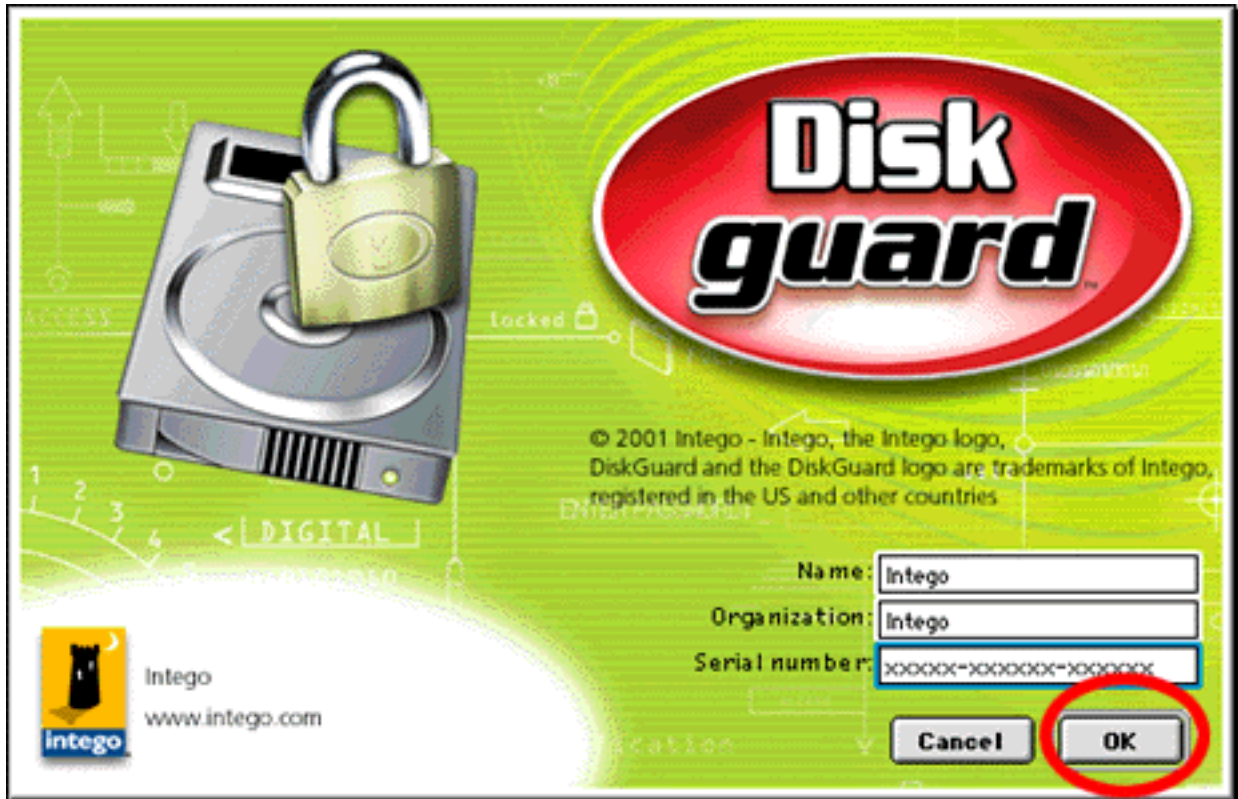 Disk
guard
ACCESS
Locked
© 2001 Intego - Intego, the Intego logo,
DiskGuard and the DiskGuard logo are trademarks of Intego,
registered in the US and other countries
1
2
3
4
< DIGITAL
Name: Intego
Organization: Intego
Serial number: xxxxx-xxxxxx-xxxxxx
Intego
www.intego.com
intego
Cancel
OK